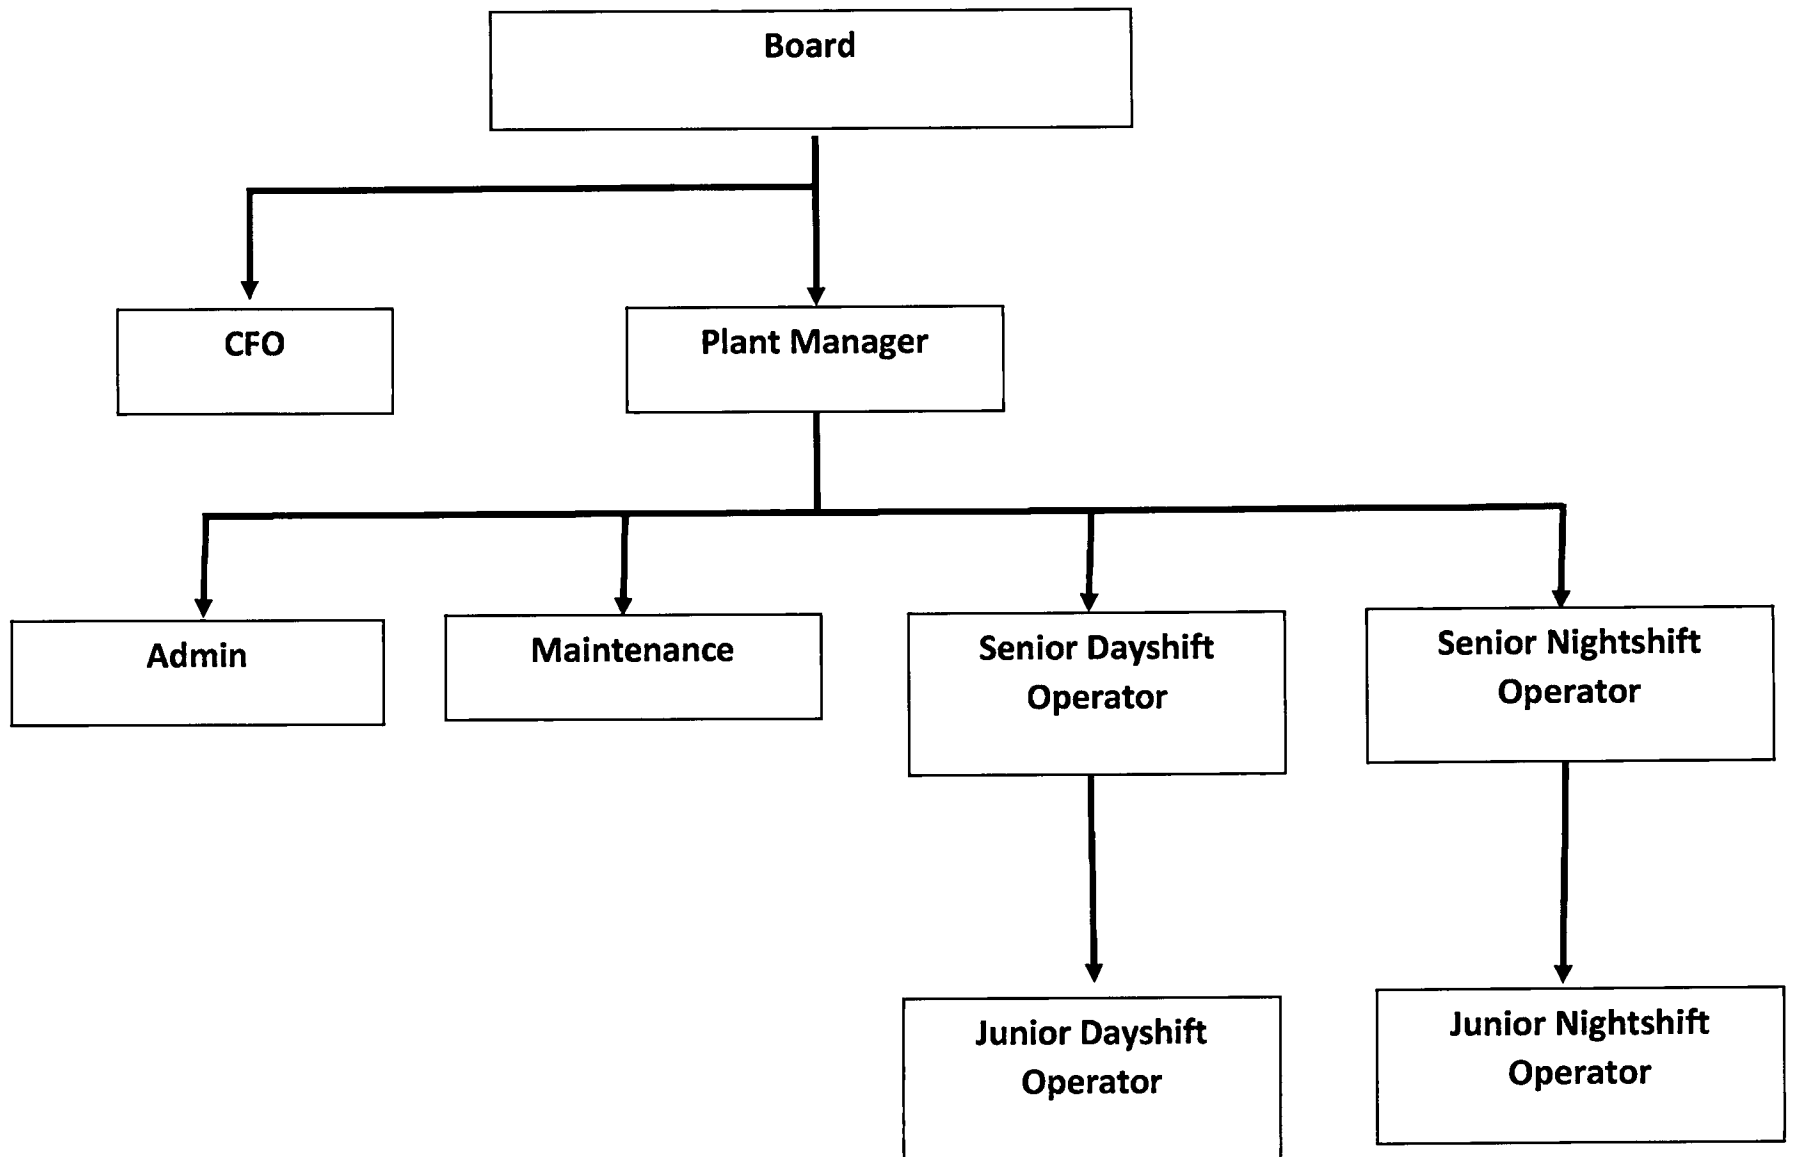 Board
CFO
Plant Manager
Admin
Maintenance
Senior Dayshift
Operator
Senior Nightshift
Operator
Junior Dayshift
Operator
Junior Nightshift
Operator